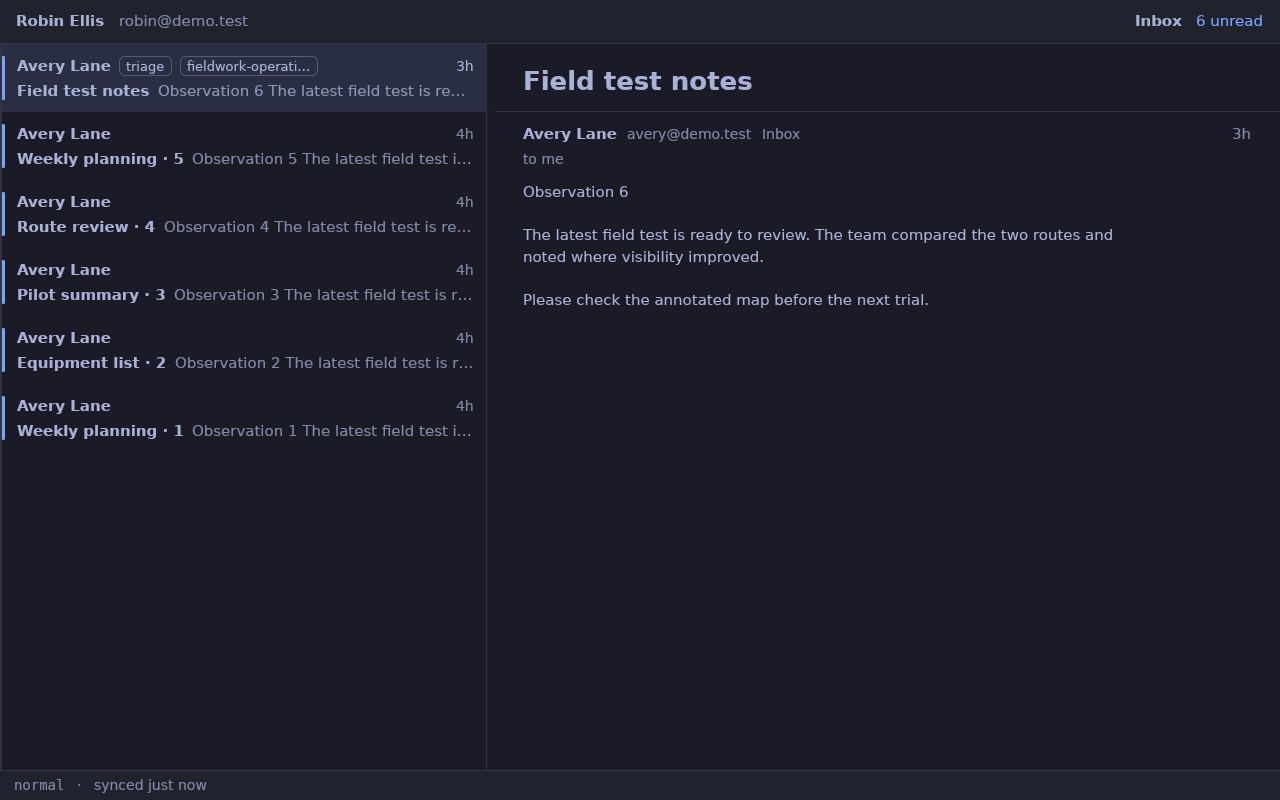 Robin Ellis robin@demo.test Inbox 6 unread
Avery Lane triage fieldwork-operati… 3h
Field test notes Observation 6 The latest field test is re…
Avery Lane 4h
Weekly planning · 5 Observation 5 The latest field test i…
Avery Lane 4h
Route review · 4 Observation 4 The latest field test is re…
Avery Lane 4h
Pilot summary · 3 Observation 3 The latest field test is r…
Avery Lane 4h
Equipment list · 2 Observation 2 The latest field test is r…
Avery Lane 4h
Weekly planning · 1 Observation 1 The latest field test i…
Field test notes
Avery Lane avery@demo.test Inbox 3h
to me
Observation 6
The latest field test is ready to review. The team compared the two routes and
noted where visibility improved.
Please check the annotated map before the next trial.
normal · synced just now